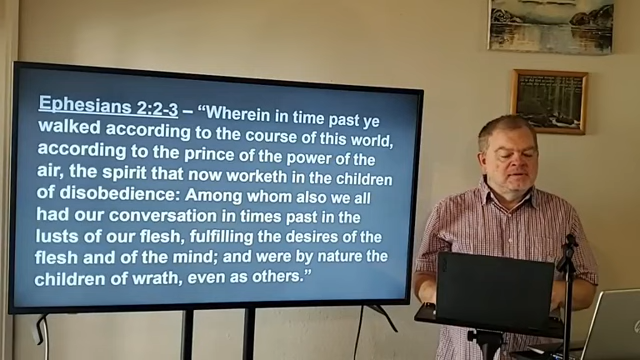 Ephesians 2:2-3 – “Wherein in time past ye
walked according to the course of this world,
according to the prince of the power of the
air, the spirit that now worketh in the children
of disobedience: Among whom also we all
had our conversation in times past in the
lusts of our flesh, fulfilling the desires of the
flesh and of the mind; and were by nature the
children of wrath, even as others.”